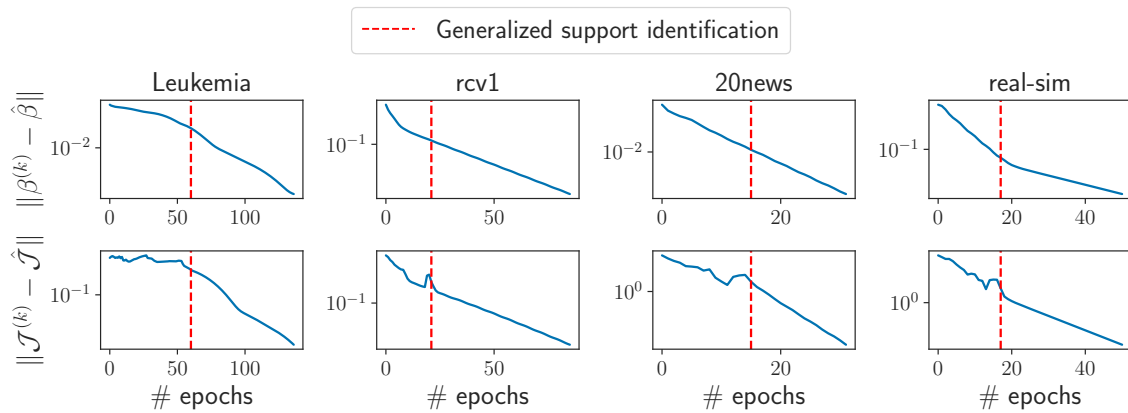 Generalized support identification
Leukemia rcv1 20news real-sim
||β^(k) − β̂||
10^−2 10^−1 10^−2 10^−1
0 50 100 0 50 0 20 0 20 40
||𝒥^(k) − 𝒥̂||
10^−1 10^−1 10^0 10^0
0 50 100 0 50 0 20 0 20 40
# epochs # epochs # epochs # epochs